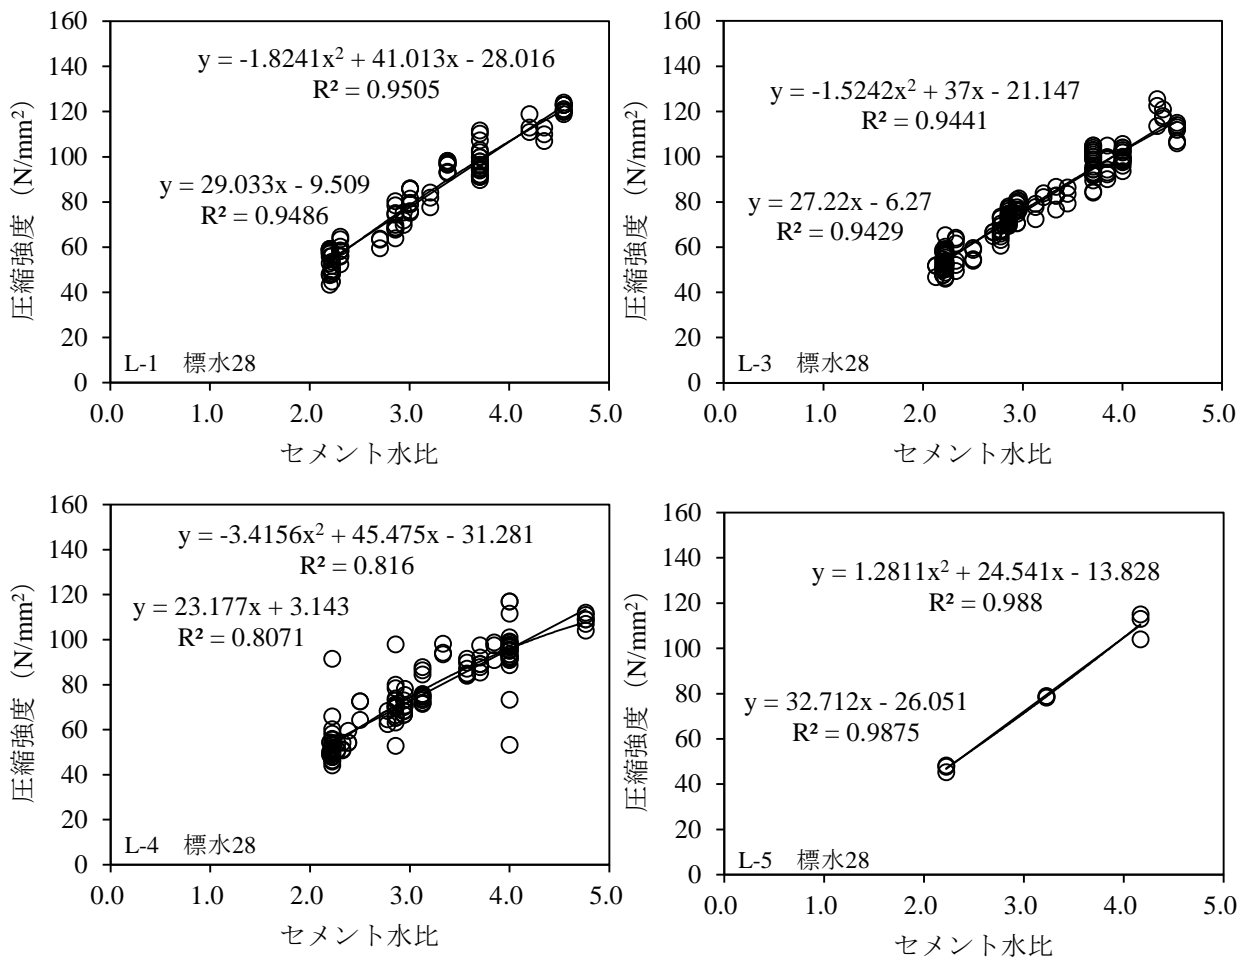 160
140
120
100
80
60
40
20
0
圧縮強度（N/mm²）
y = -1.8241x² + 41.013x - 28.016
R² = 0.9505
y = 29.033x - 9.509
R² = 0.9486
L-1　標水28
0.0 1.0 2.0 3.0 4.0 5.0
セメント水比
160
140
120
100
80
60
40
20
0
圧縮強度（N/mm²）
y = -1.5242x² + 37x - 21.147
R² = 0.9441
y = 27.22x - 6.27
R² = 0.9429
L-3　標水28
0.0 1.0 2.0 3.0 4.0 5.0
セメント水比
160
140
120
100
80
60
40
20
0
圧縮強度（N/mm²）
y = -3.4156x² + 45.475x - 31.281
R² = 0.816
y = 23.177x + 3.143
R² = 0.8071
L-4　標水28
0.0 1.0 2.0 3.0 4.0 5.0
セメント水比
160
140
120
100
80
60
40
20
0
圧縮強度（N/mm²）
y = 1.2811x² + 24.541x - 13.828
R² = 0.988
y = 32.712x - 26.051
R² = 0.9875
L-5　標水28
0.0 1.0 2.0 3.0 4.0 5.0
セメント水比